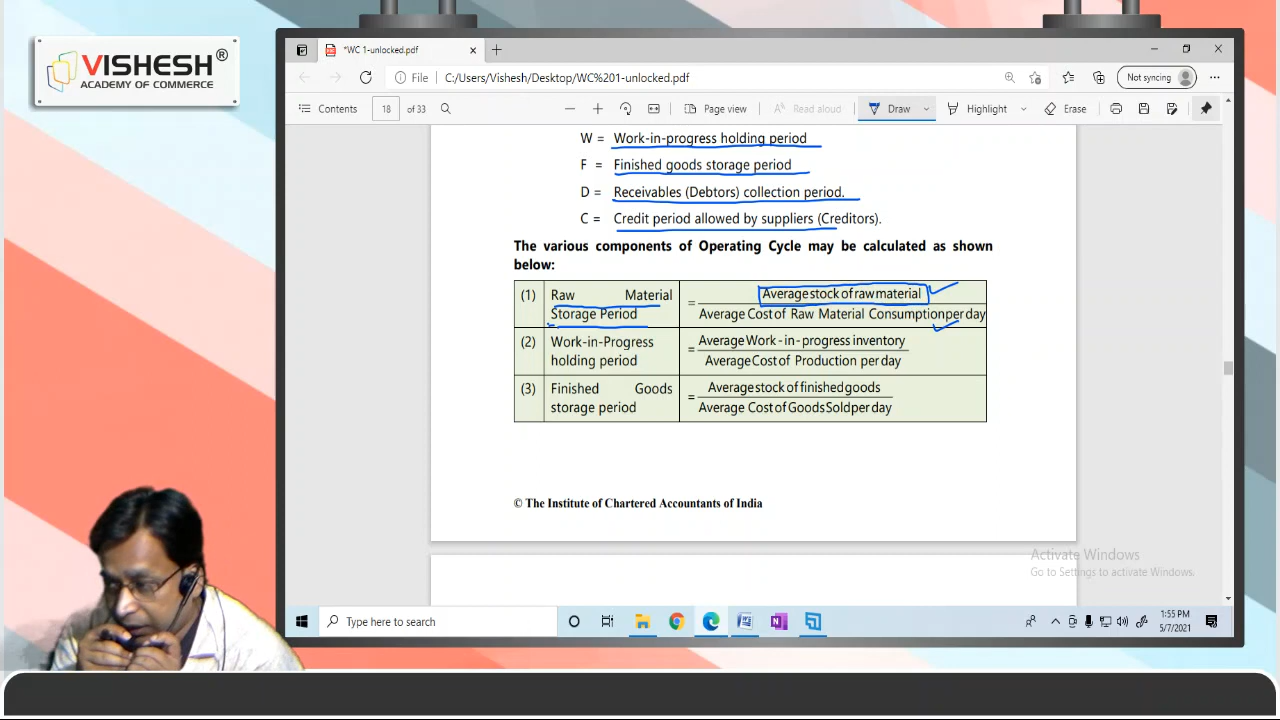 VISHESH®
ACADEMY OF COMMERCE
*WC 1-unlocked.pdf
File C:/Users/Vishesh/Desktop/WC%201-unlocked.pdf
Not syncing
Contents 18 of 33 Page view Read aloud Draw Highlight Erase
W = Work-in-progress holding period
F = Finished goods storage period
D = Receivables (Debtors) collection period.
C = Credit period allowed by suppliers (Creditors).
The various components of Operating Cycle may be calculated as shown
below:
(1) Raw Material Storage Period = Average stock of raw material
Average Cost of Raw Material Consumption per day
(2) Work-in-Progress holding period = Average Work - in - progress inventory
Average Cost of Production per day
(3) Finished Goods storage period = Average stock of finished goods
Average Cost of Goods Sold per day
© The Institute of Chartered Accountants of India
Activate Windows
Go to Settings to activate Windows.
Type here to search
1:55 PM
5/7/2021